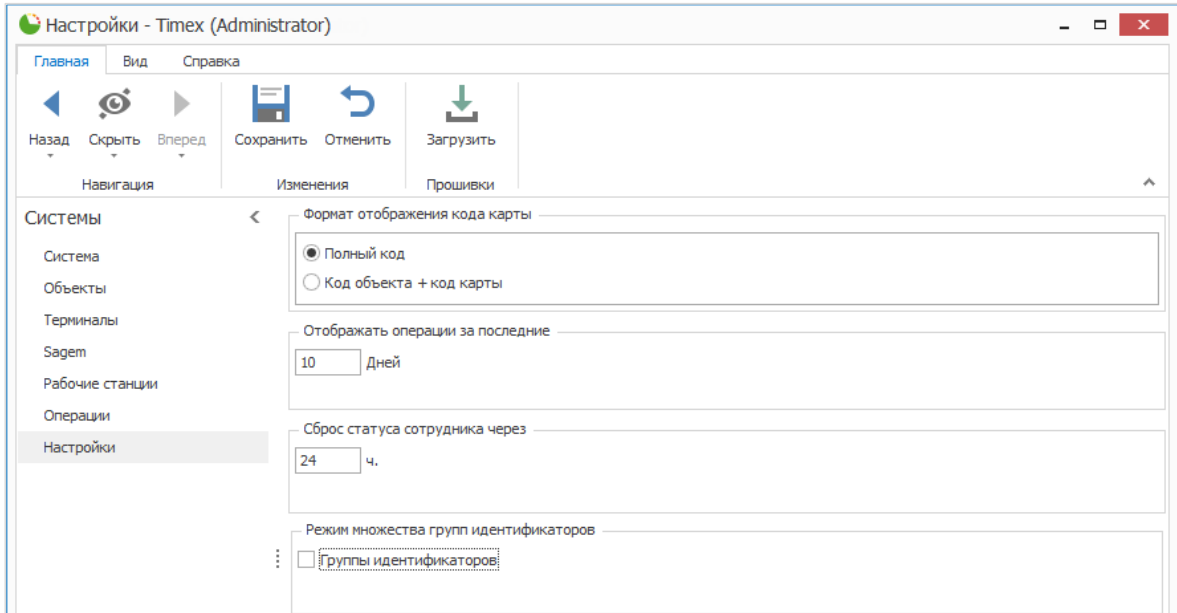 Настройки - Timex (Administrator)
Главная Вид Справка
Назад Скрыть Вперед Сохранить Отменить Загрузить
Навигация Изменения Прошивки
Системы
Система
Объекты
Терминалы
Sagem
Рабочие станции
Операции
Настройки
Формат отображения кода карты
Полный код
Код объекта + код карты
Отображать операции за последние
10 Дней
Сброс статуса сотрудника через
24 ч.
Режим множества групп идентификаторов
Группы идентификаторов